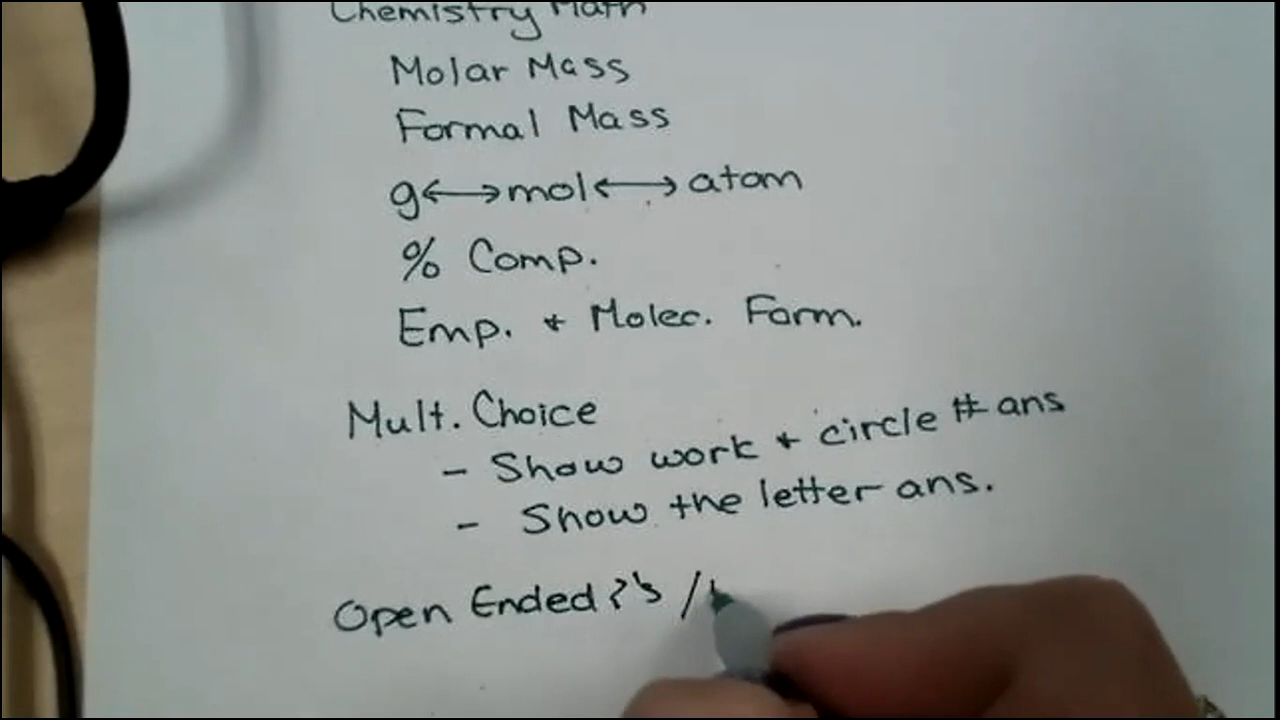 Chemistry Math
Molar Mass
Formal Mass
g ⟷ mol ⟷ atom
% Comp.
Emp. + Molec. Form.
Mult. Choice
- Show work + circle # ans
- Show the letter ans.
Open Ended ?'s /